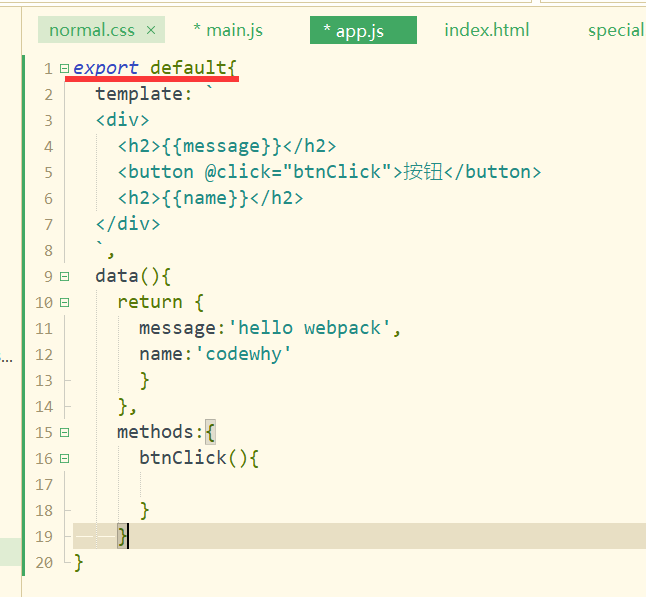 normal.css × * main.js * app.js index.html special
1 export default{
2 template: `
3 <div>
4 <h2>{{message}}</h2>
5 <button @click="btnClick">按钮</button>
6 <h2>{{name}}</h2>
7 </div>
8 `,
9 data(){
10 return {
11 message:'hello webpack',
12 name:'codewhy'
13 }
14 },
15 methods:{
16 btnClick(){
17
18 }
19 }
20 }